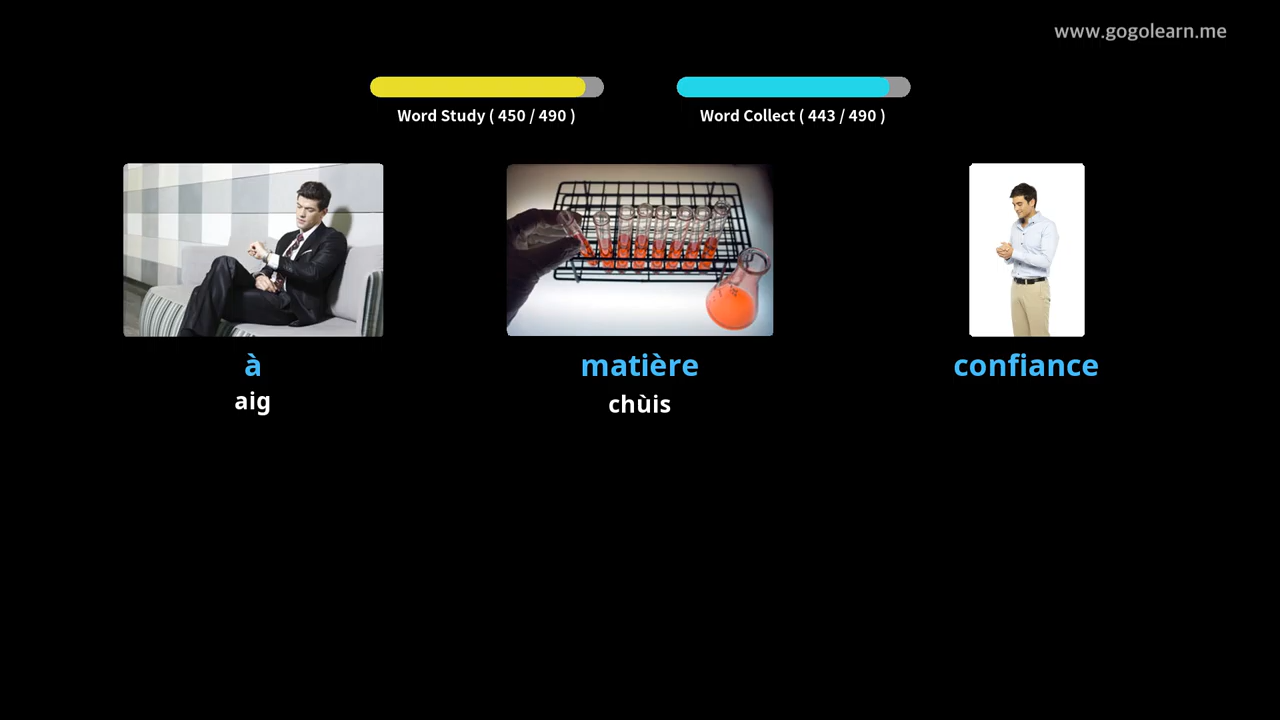 www.gogolearn.me
Word Study ( 450 / 490 )
Word Collect ( 443 / 490 )
à
aig
matière
chùis
confiance